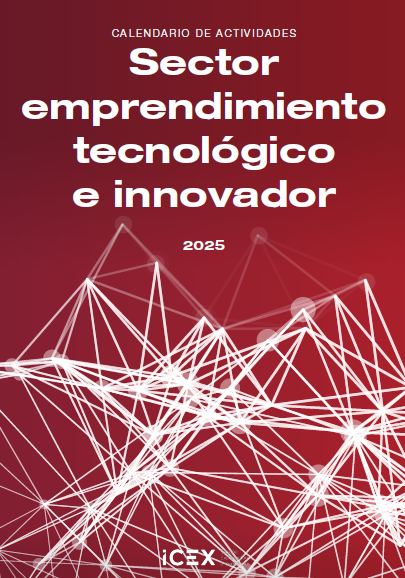 CALENDARIO DE ACTIVIDADES
Sector
emprendimiento
tecnológico
e innovador
2025
iCEX